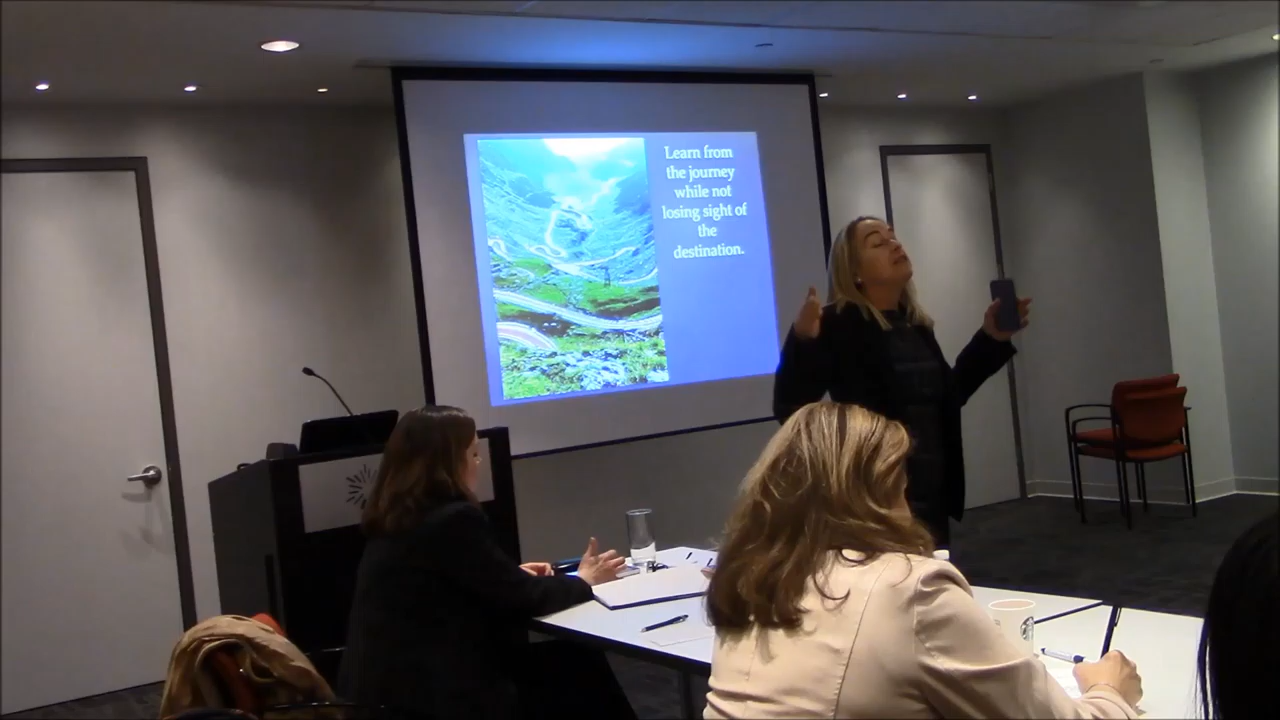 Learn from
the journey
while not
losing sight of
the
destination.